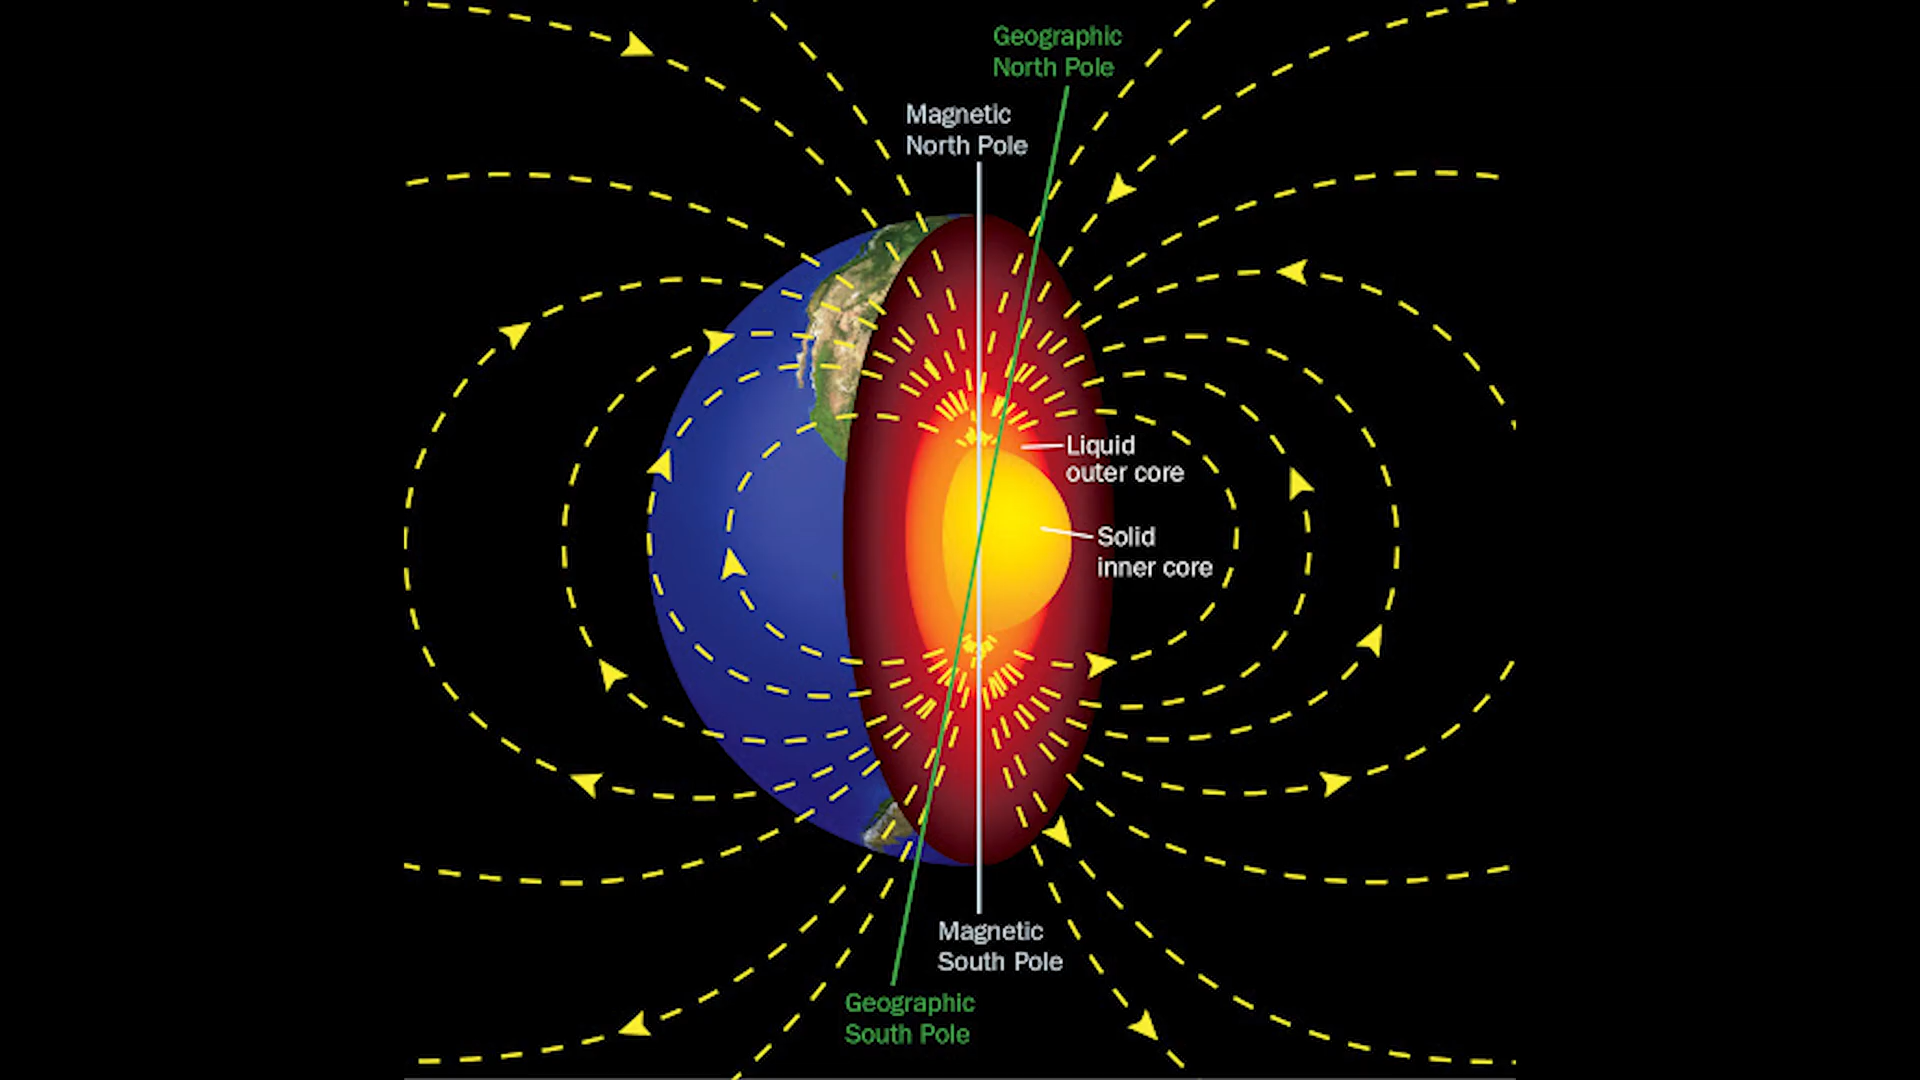 Geographic
North Pole
Magnetic
North Pole
Liquid
outer core
Solid
inner core
Magnetic
South Pole
Geographic
South Pole